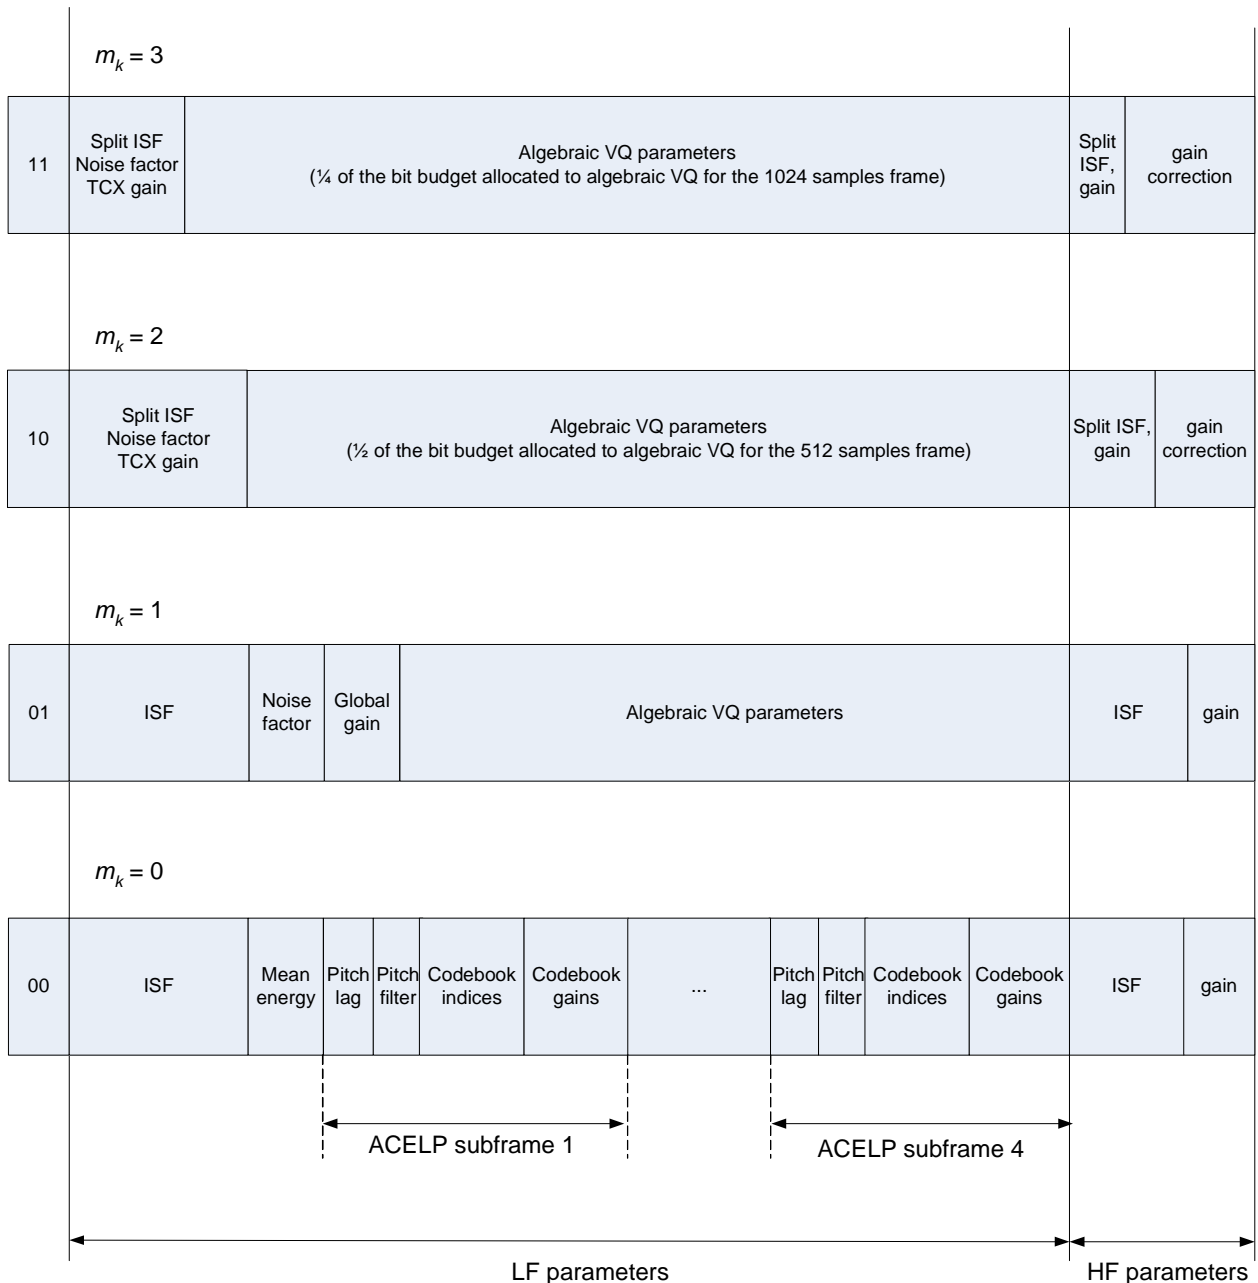 m_k = 3
11
Split ISF
Noise factor
TCX gain
Algebraic VQ parameters
(¼ of the bit budget allocated to algebraic VQ for the 1024 samples frame)
Split
ISF,
gain
gain
correction
m_k = 2
10
Split ISF
Noise factor
TCX gain
Algebraic VQ parameters
(½ of the bit budget allocated to algebraic VQ for the 512 samples frame)
Split ISF,
gain
gain
correction
m_k = 1
01
ISF
Noise
factor
Global
gain
Algebraic VQ parameters
ISF
gain
m_k = 0
00
ISF
Mean
energy
Pitch
lag
Pitch
filter
Codebook
indices
Codebook
gains
...
Pitch
lag
Pitch
filter
Codebook
indices
Codebook
gains
ISF
gain
ACELP subframe 1
ACELP subframe 4
LF parameters
HF parameters